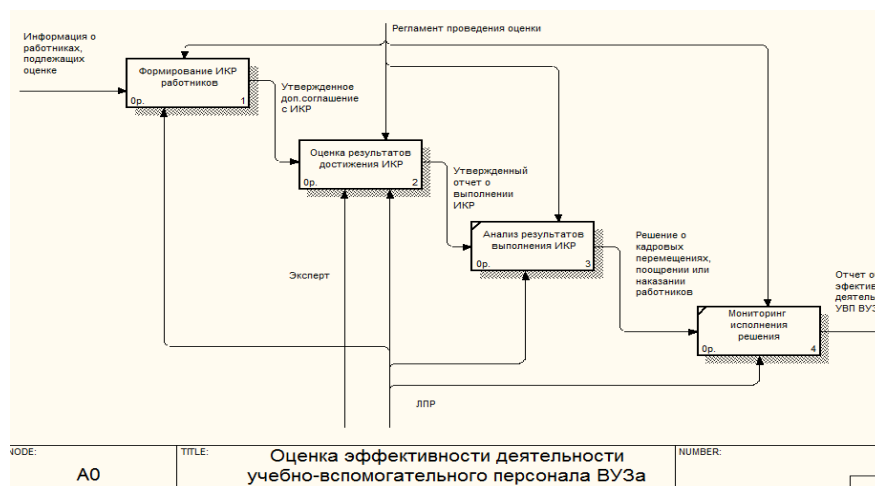 Информация о
работниках,
подлежащих
оценке
Регламент проведения оценки
Формирование ИКР
работников
0р. 1
Утвержденное
доп.соглашение
с ИКР
Оценка результатов
достижения ИКР
0р. 2
Утвержденный
отчет о
выполнении
ИКР
Анализ результатов
выполнения ИКР
0р. 3
Эксперт
Решение о
кадровых
перемещениях,
поощрении или
наказании
работников
Отчет о
Мониторинг
исполнения
решения
0р. 4
УВП
ЛПР
NODE:
A0
TITLE:
Оценка эффективности деятельности
учебно-вспомогательного персонала ВУЗа
NUMBER: